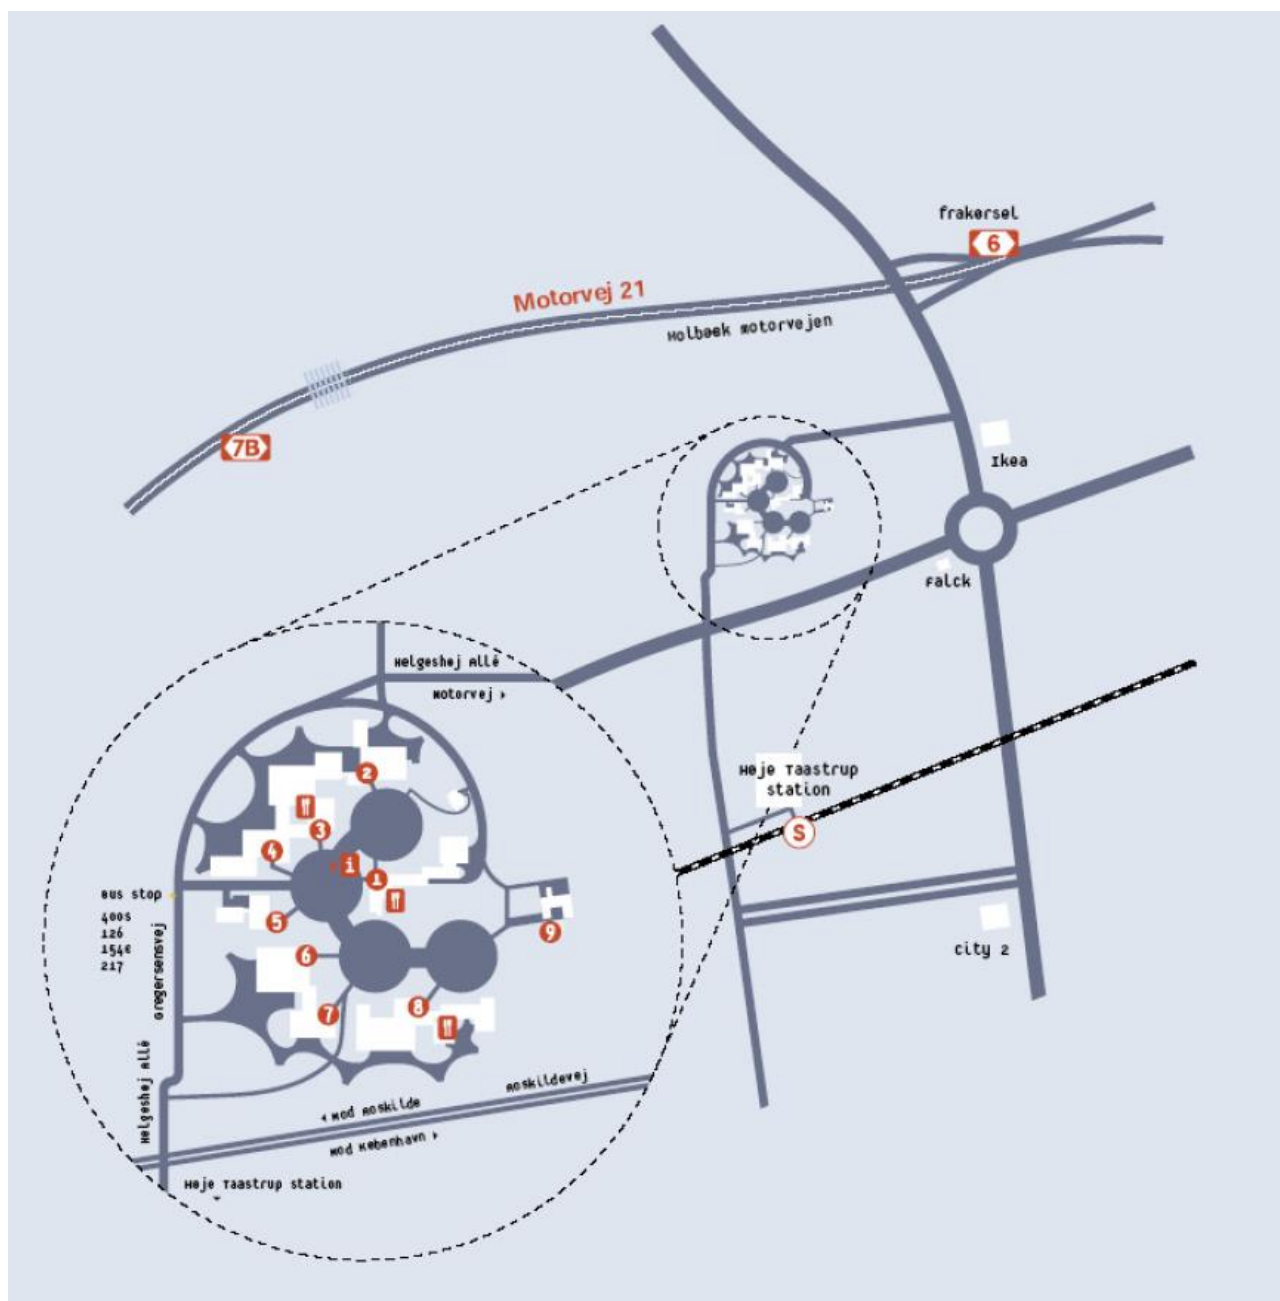 frakørsel
6
Motorvej 21
Holbæk motorvejen
7B
Ikea
Falck
Helgeshøj Allé
Motorvej
Høje Taastrup
station
S
2
3
4
i
1
Bus stop
400S
126
154E
217
Gregersensvej
5
6
9
7
8
City 2
Helgeshøj Allé
Roskildevej
Mod Roskilde
Mod København
Høje Taastrup station